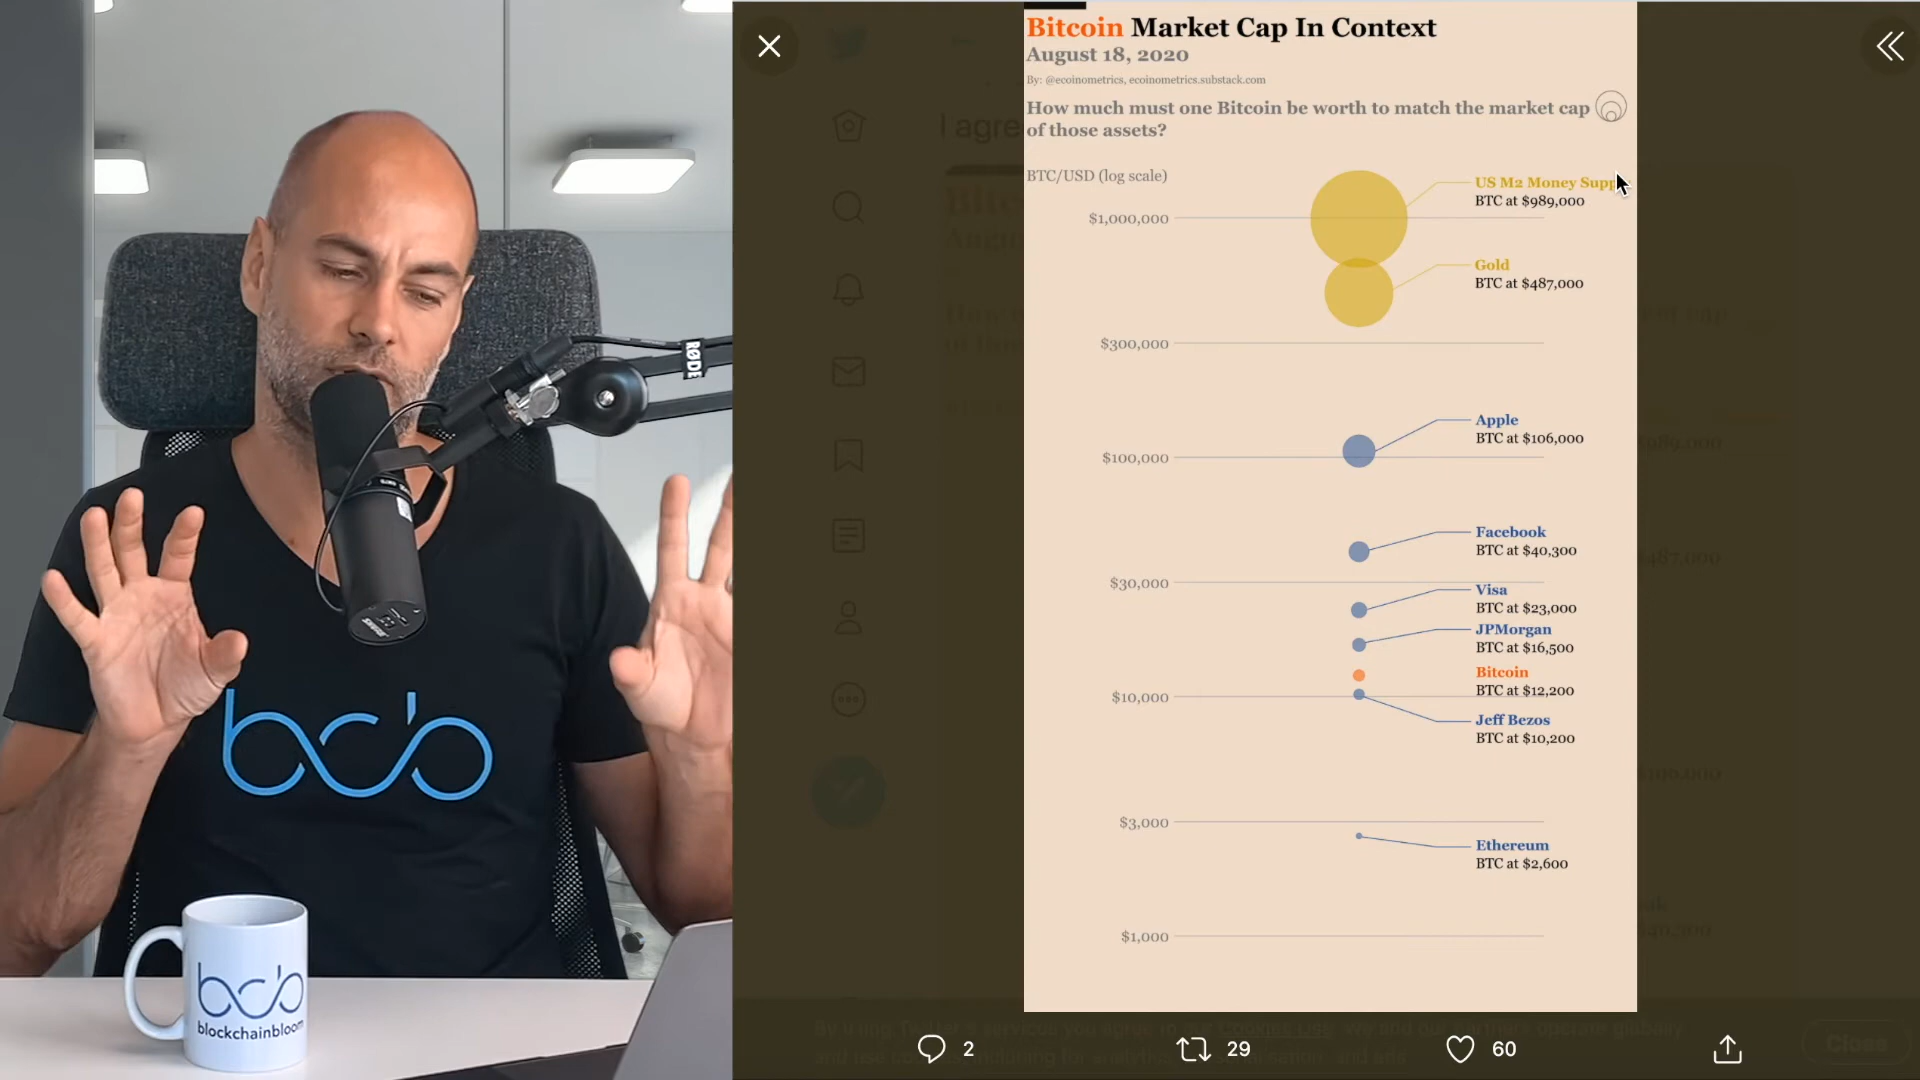 RØDE
SHURE
bcb
bcb
blockchainbloom
Bitcoin Market Cap In Context
August 18, 2020
By: @ecoinometrics, ecoinometrics.substack.com
How much must one Bitcoin be worth to match the market cap
of those assets?
BTC/USD (log scale)
US M2 Money Supp
BTC at $989,000
$1,000,000
Gold
BTC at $487,000
$300,000
Apple
BTC at $106,000
$100,000
Facebook
BTC at $40,300
$30,000
Visa
BTC at $23,000
JPMorgan
BTC at $16,500
Bitcoin
BTC at $12,200
$10,000
Jeff Bezos
BTC at $10,200
$3,000
Ethereum
BTC at $2,600
$1,000
I agre
2
29
60
Close